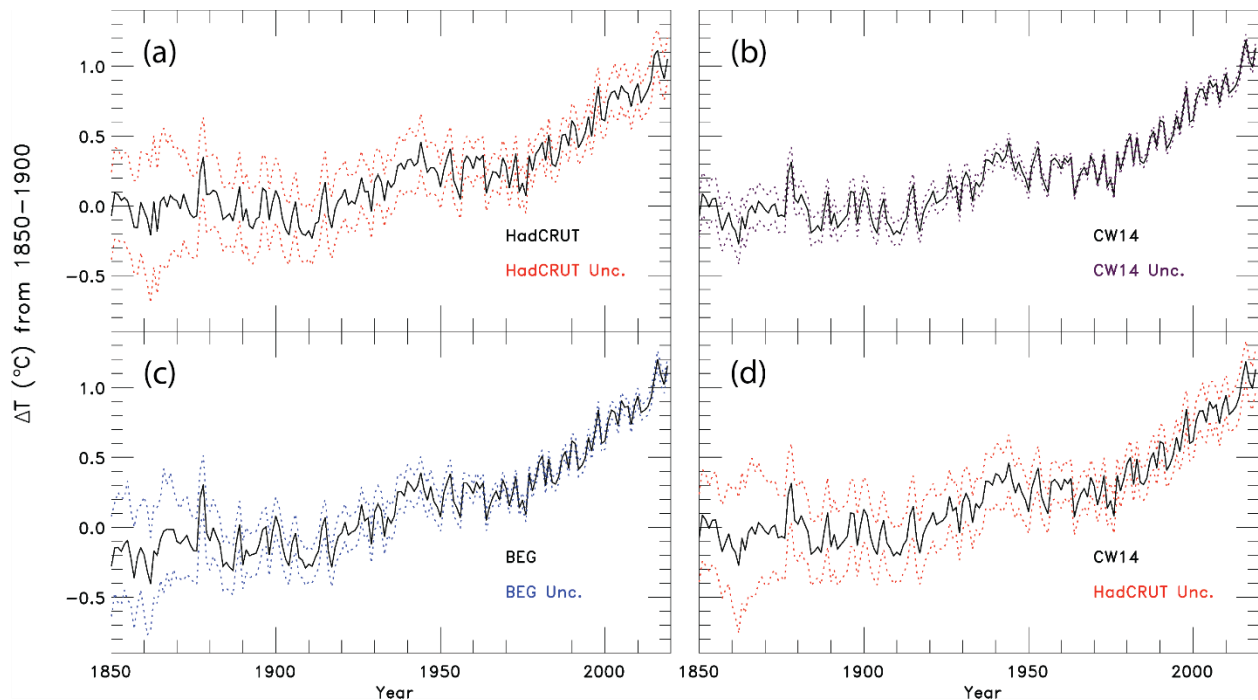 ΔT (°C) from 1850–1900
(a)
1.0
0.5
0.0
−0.5
HadCRUT
HadCRUT Unc.
(b)
CW14
CW14 Unc.
(c)
1.0
0.5
0.0
−0.5
BEG
BEG Unc.
1850 1900 1950 2000
Year
(d)
CW14
HadCRUT Unc.
1850 1900 1950 2000
Year